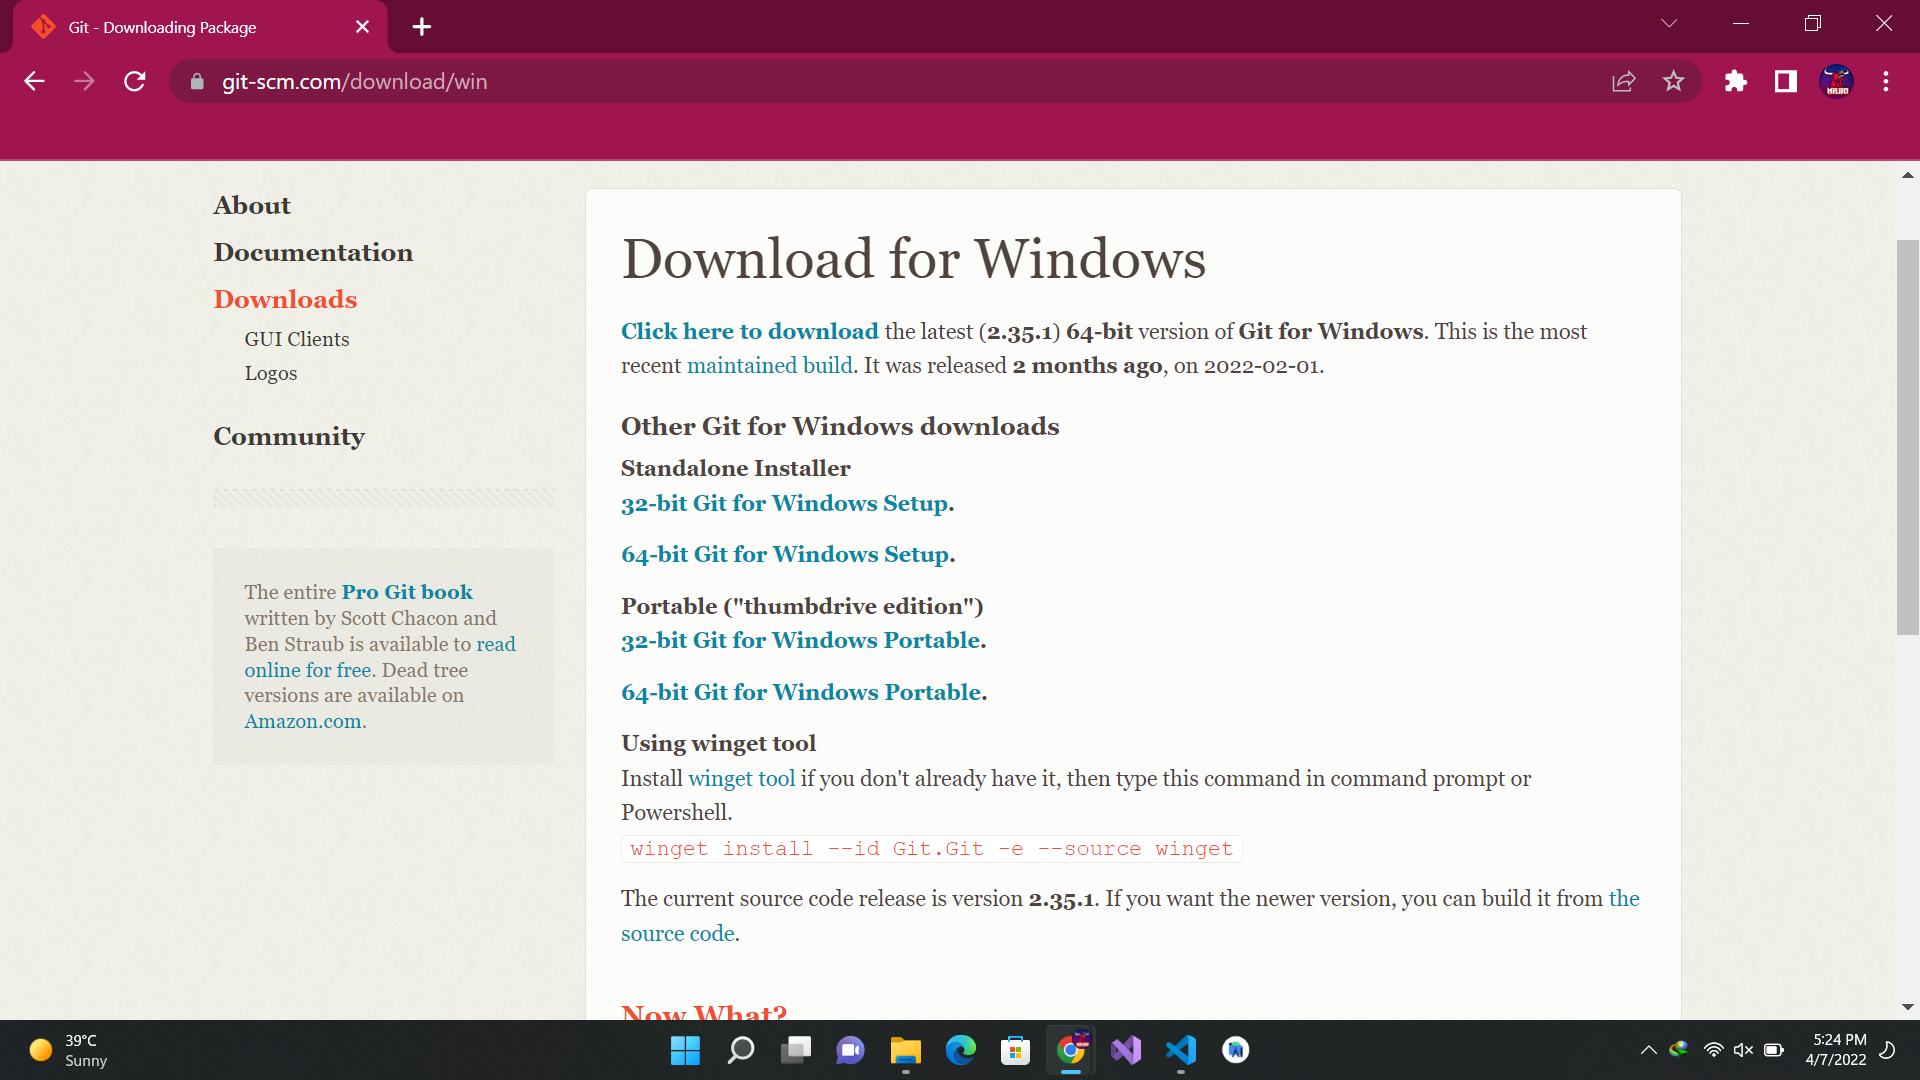 Git - Downloading Package
git-scm.com/download/win
About
Documentation
Downloads
GUI Clients
Logos
Community
The entire Pro Git book
written by Scott Chacon and
Ben Straub is available to read
online for free. Dead tree
versions are available on
Amazon.com.
Download for Windows
Click here to download the latest (2.35.1) 64-bit version of Git for Windows. This is the most
recent maintained build. It was released 2 months ago, on 2022-02-01.
Other Git for Windows downloads
Standalone Installer
32-bit Git for Windows Setup.
64-bit Git for Windows Setup.
Portable ("thumbdrive edition")
32-bit Git for Windows Portable.
64-bit Git for Windows Portable.
Using winget tool
Install winget tool if you don't already have it, then type this command in command prompt or
Powershell.
winget install --id Git.Git -e --source winget
The current source code release is version 2.35.1. If you want the newer version, you can build it from the
source code.
Now What?
39°C
Sunny
5:24 PM
4/7/2022